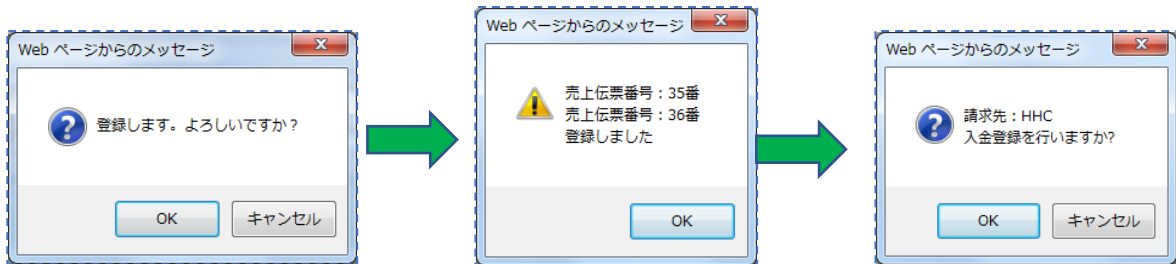 Web ページからのメッセージ
登録します。よろしいですか？
OK
キャンセル
Web ページからのメッセージ
売上伝票番号：35番
売上伝票番号：36番
登録しました
OK
Web ページからのメッセージ
請求先：HHC
入金登録を行いますか?
OK
キャンセル